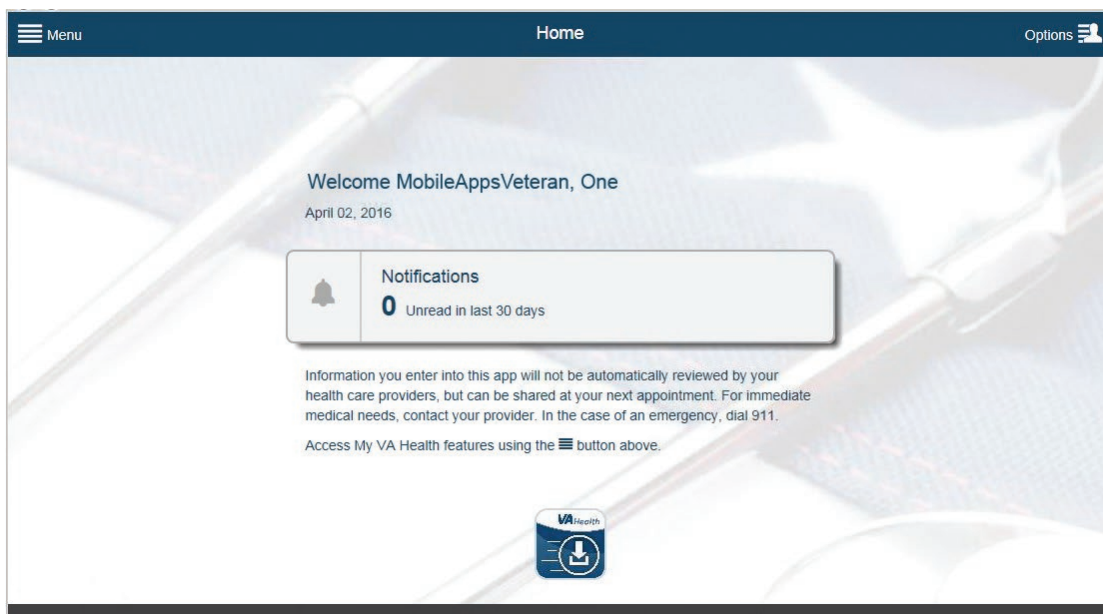 Menu
Home
Options
Welcome MobileAppsVeteran, One
April 02, 2016
Notifications
0 Unread in last 30 days
Information you enter into this app will not be automatically reviewed by your
health care providers, but can be shared at your next appointment. For immediate
medical needs, contact your provider. In the case of an emergency, dial 911.
Access My VA Health features using the button above.
VA Health